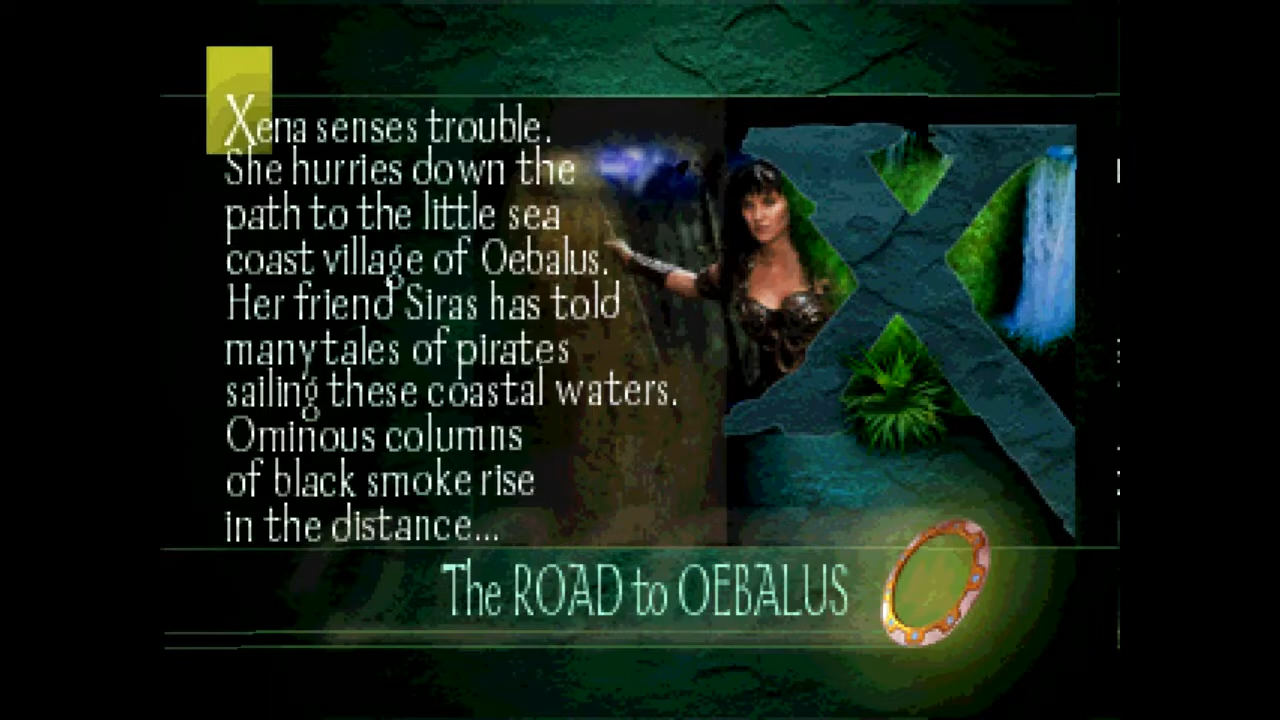 Xena senses trouble.
She hurries down the
path to the little sea
coast village of Oebalus.
Her friend Siras has told
many tales of pirates
sailing these coastal waters.
Ominous columns
of black smoke rise
in the distance...
The ROAD to OEBALUS